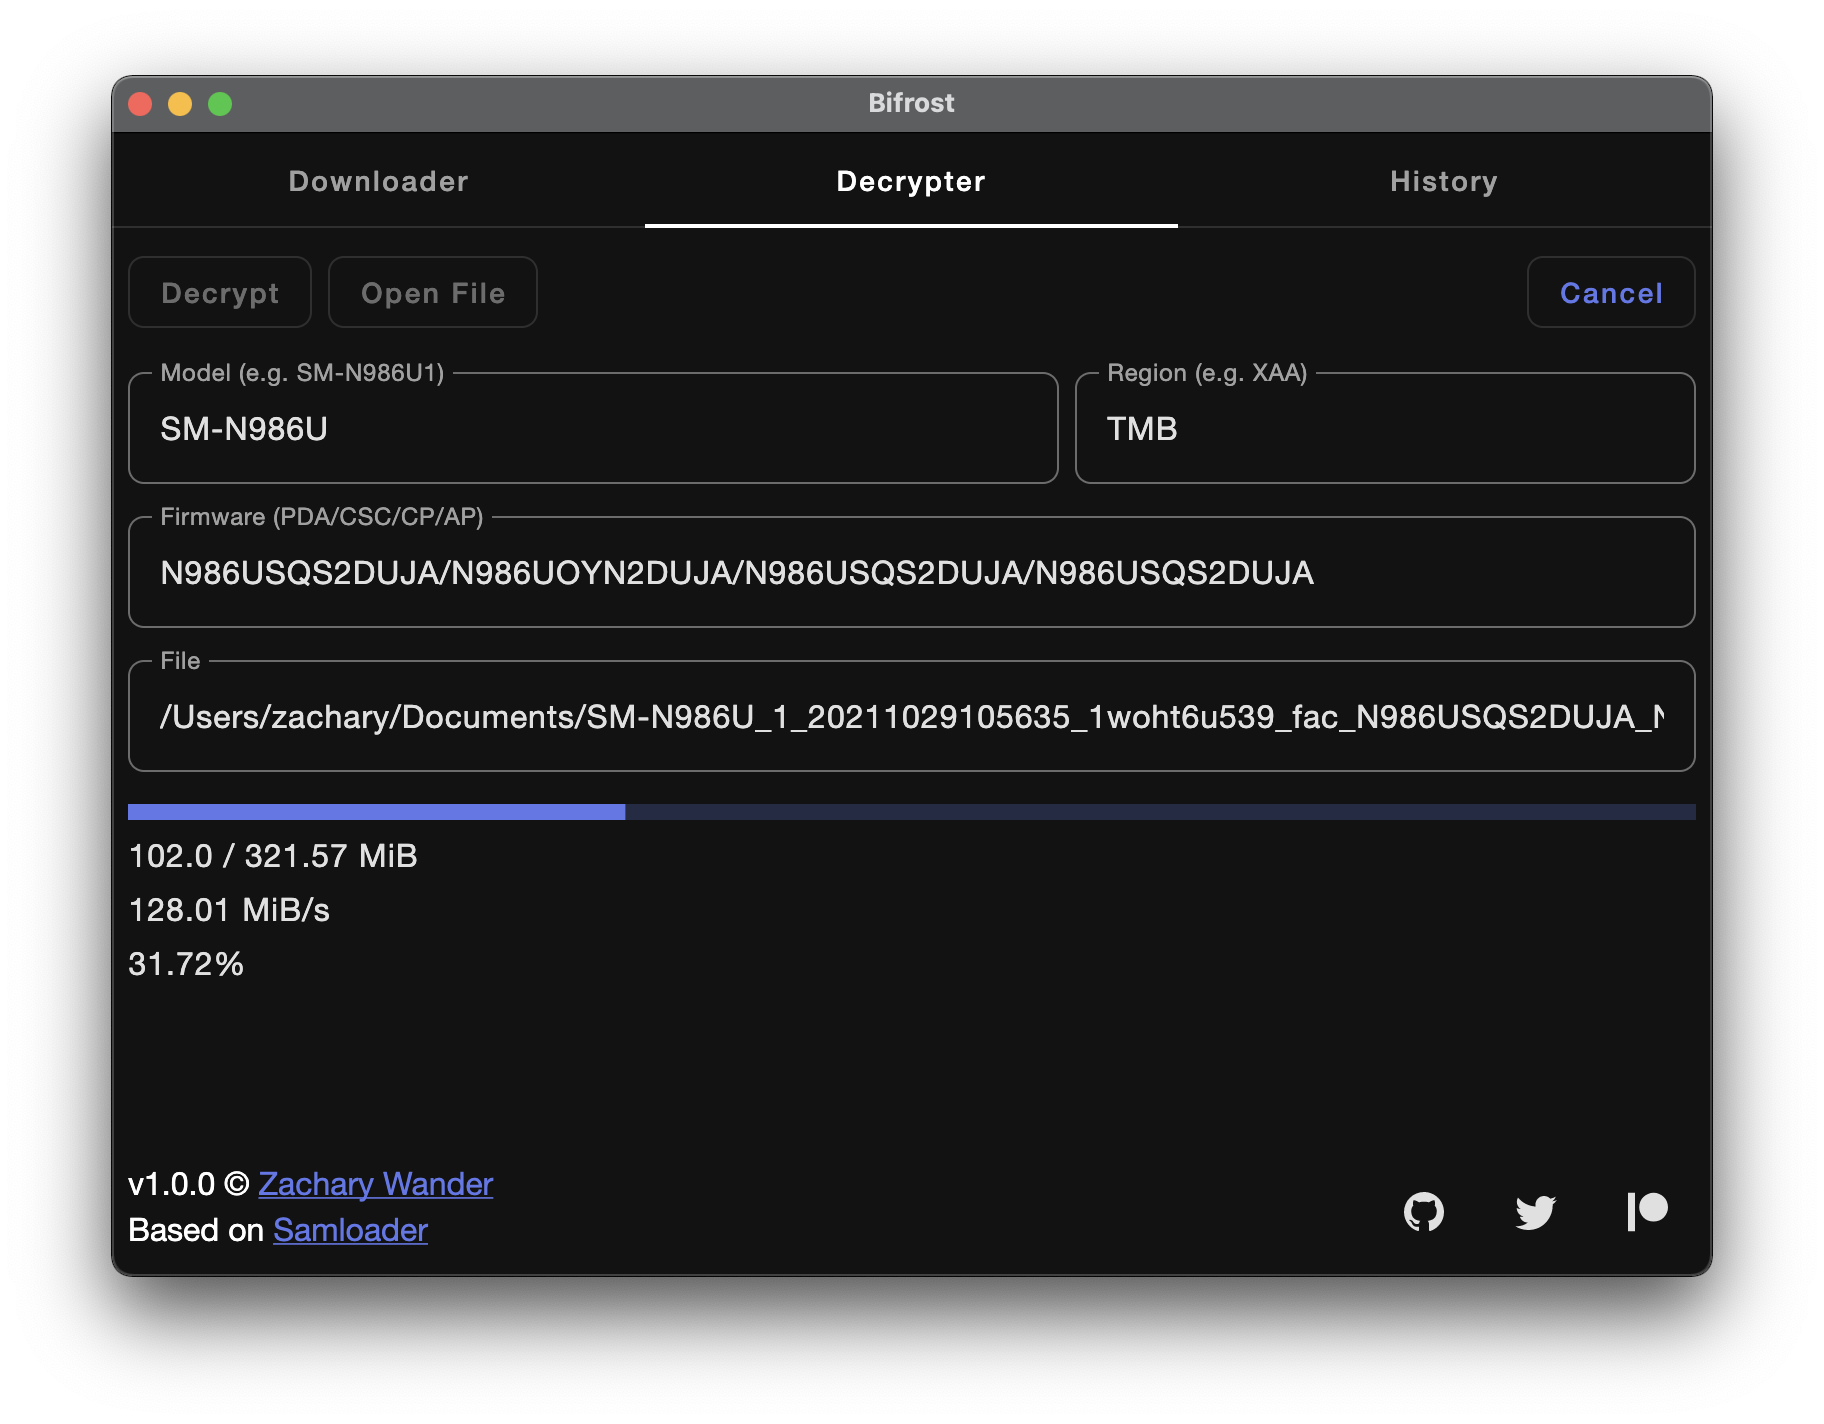 Bifrost
Downloader Decrypter History
Decrypt Open File Cancel
Model (e.g. SM-N986U1) Region (e.g. XAA)
SM-N986U TMB
Firmware (PDA/CSC/CP/AP)
N986USQS2DUJA/N986UOYN2DUJA/N986USQS2DUJA/N986USQS2DUJA
File
/Users/zachary/Documents/SM-N986U_1_20211029105635_1woht6u539_fac_N986USQS2DUJA_N
102.0 / 321.57 MiB
128.01 MiB/s
31.72%
v1.0.0 © Zachary Wander
Based on Samloader